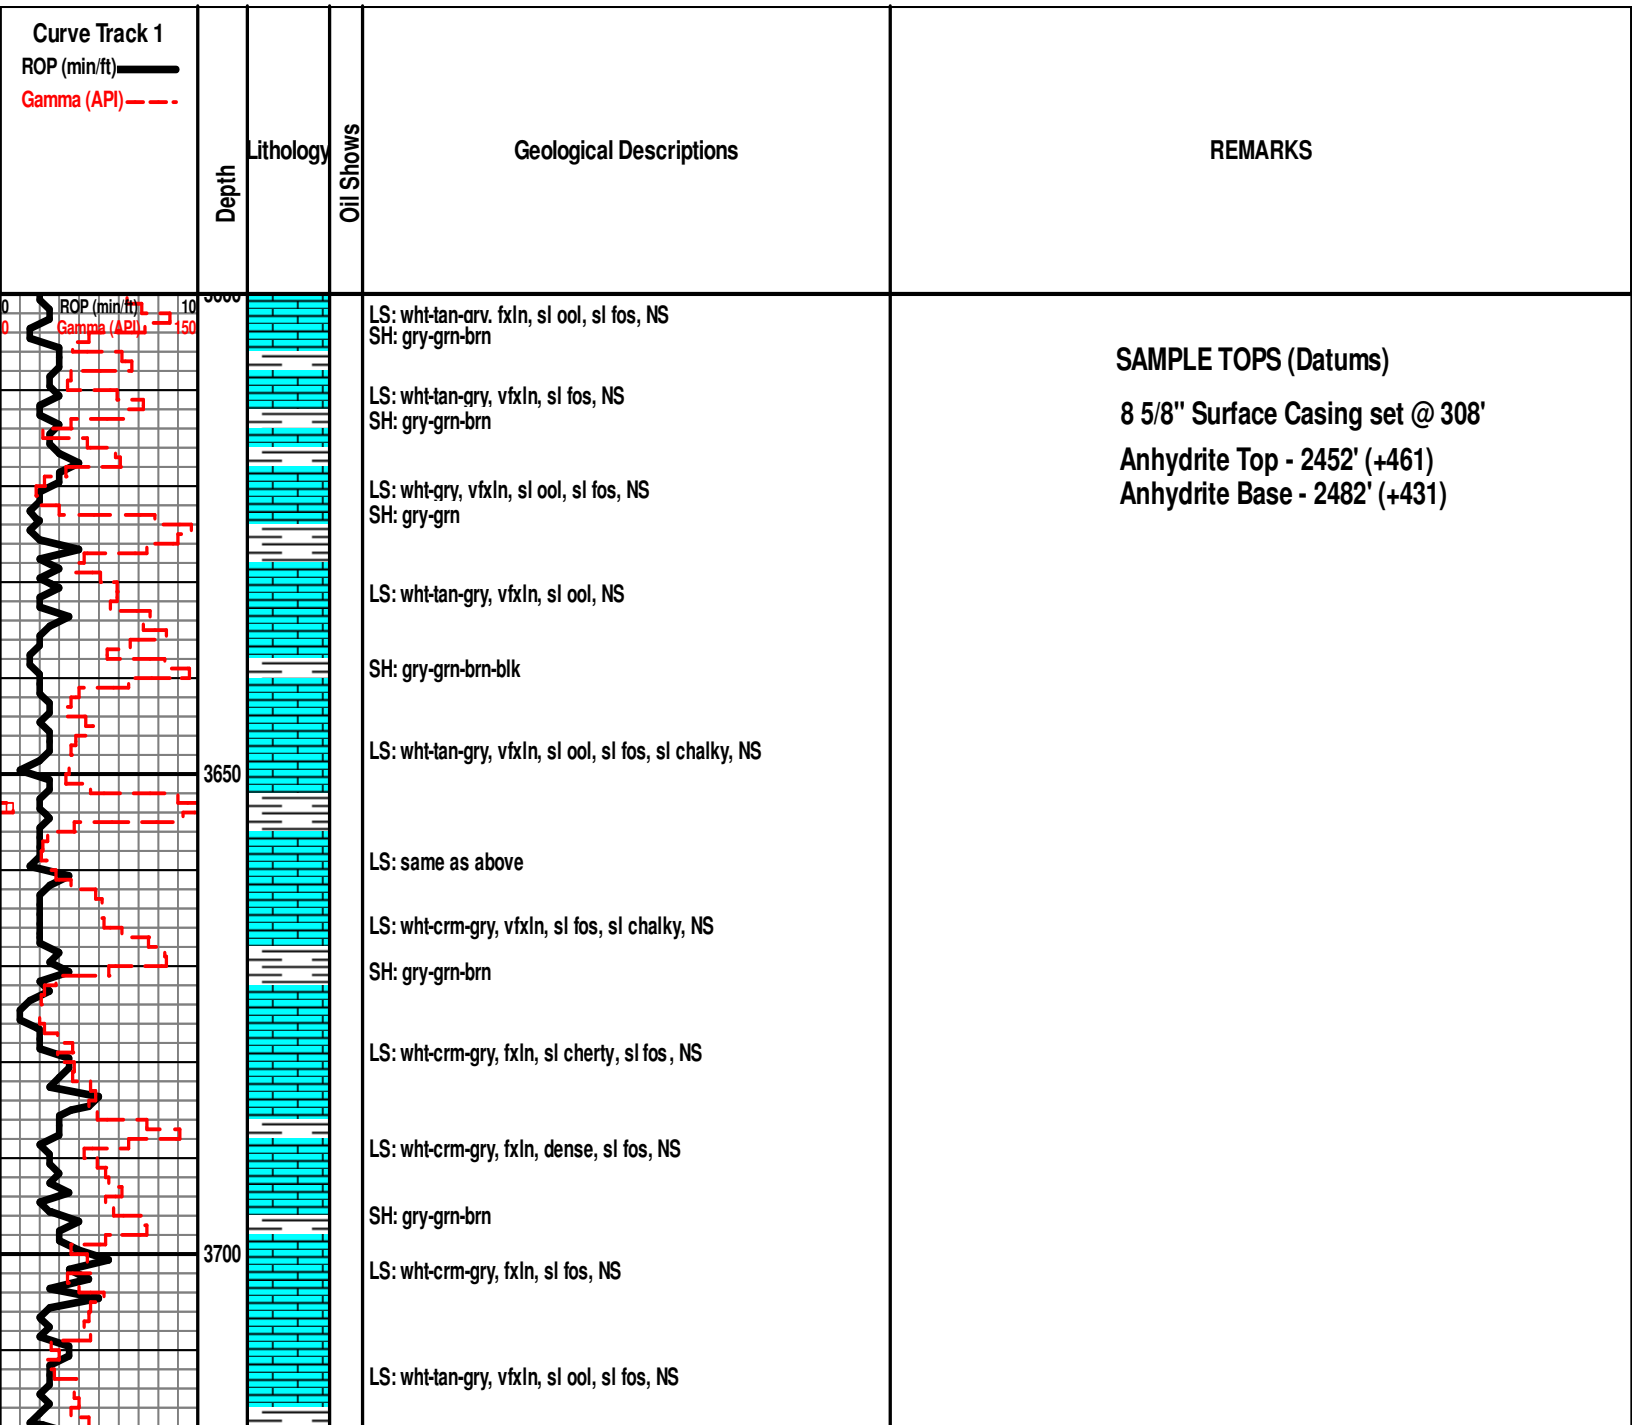 Curve Track 1
ROP (min/ft)
Gamma (API)
Depth
Lithology
Oil Shows
Geological Descriptions
REMARKS
0 ROP (min/ft) 10
0 Gamma (API) 150
3600
LS: wht-tan-gry, fxln, sl ool, sl fos, NS
SH: gry-grn-brn
LS: wht-tan-gry, vfxln, sl fos, NS
SH: gry-grn-brn
LS: wht-gry, vfxln, sl ool, sl fos, NS
SH: gry-grn
LS: wht-tan-gry, vfxln, sl ool, NS
SH: gry-grn-brn-blk
LS: wht-tan-gry, vfxln, sl ool, sl fos, sl chalky, NS
3650
LS: same as above
LS: wht-crm-gry, vfxln, sl fos, sl chalky, NS
SH: gry-grn-brn
LS: wht-crm-gry, fxln, sl cherty, sl fos, NS
LS: wht-crm-gry, fxln, dense, sl fos, NS
SH: gry-grn-brn
3700
LS: wht-crm-gry, fxln, sl fos, NS
LS: wht-tan-gry, vfxln, sl ool, sl fos, NS
SAMPLE TOPS (Datums)
8 5/8" Surface Casing set @ 308'
Anhydrite Top - 2452' (+461)
Anhydrite Base - 2482' (+431)